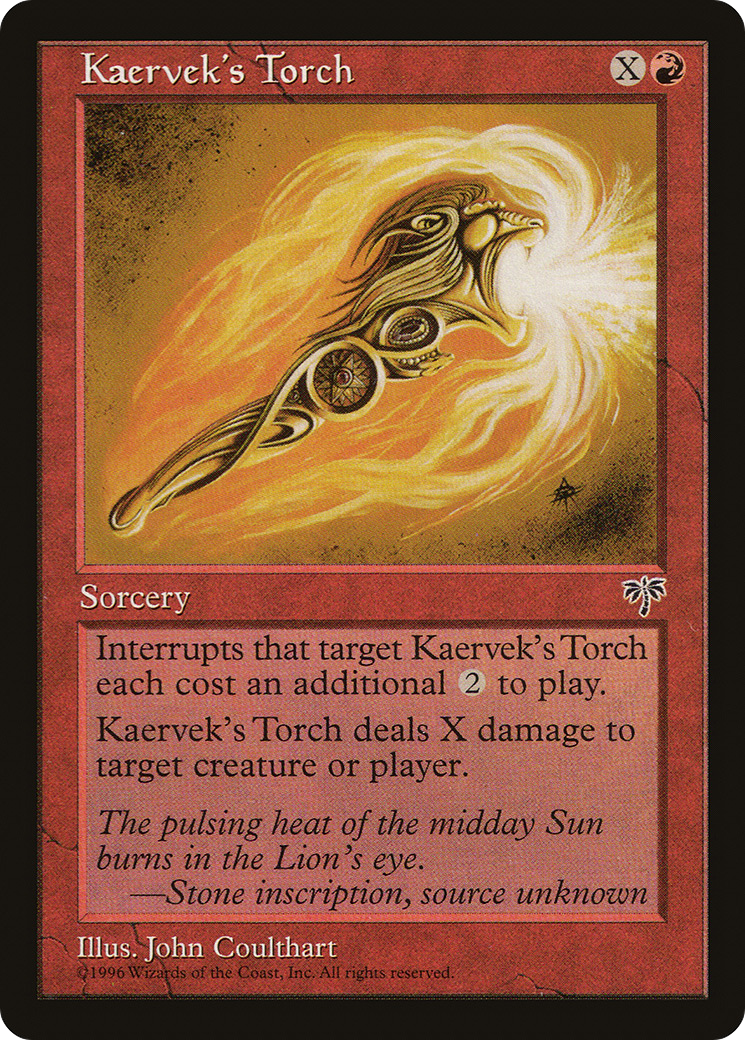 Kaervek's Torch X
Sorcery
Interrupts that target Kaervek's Torch
each cost an additional 2 to play.
Kaervek's Torch deals X damage to
target creature or player.
The pulsing heat of the midday Sun
burns in the Lion's eye.
—Stone inscription, source unknown
Illus. John Coulthart
©1996 Wizards of the Coast, Inc. All rights reserved.